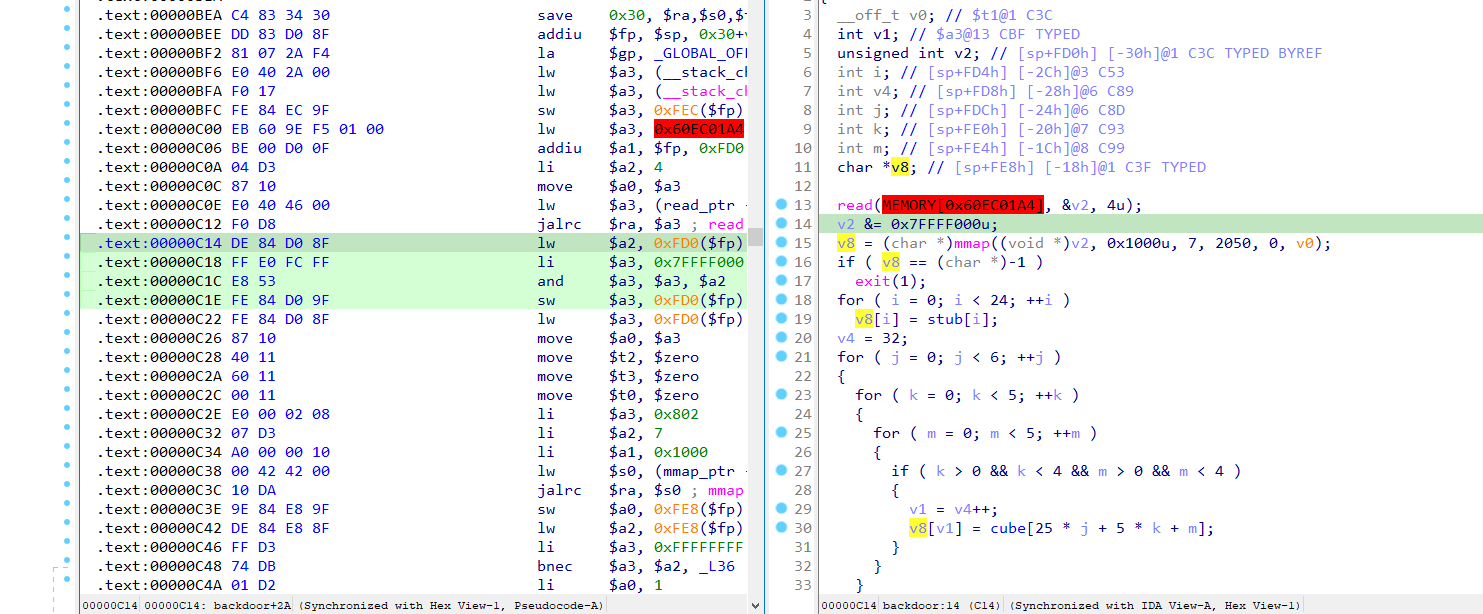 .text:00000BEA C4 83 34 30 save 0x30, $ra,$s0,$
.text:00000BEE DD 83 D0 8F addiu $fp, $sp, 0x30+
.text:00000BF2 81 07 2A F4 la $gp, _GLOBAL_OF
.text:00000BF6 E0 40 2A 00 lw $a3, (__stack_c
.text:00000BFA F0 17 lw $a3, (__stack_c
.text:00000BFC FE 84 EC 9F sw $a3, 0xFEC($fp)
.text:00000C00 EB 60 9E F5 01 00 lw $a3, 0x60EC01A4
.text:00000C06 BE 00 D0 0F addiu $a1, $fp, 0xFD0
.text:00000C0A 04 D3 li $a2, 4
.text:00000C0C 87 10 move $a0, $a3
.text:00000C0E E0 40 46 00 lw $a3, (read_ptr -
.text:00000C12 F0 D8 jalrc $ra, $a3 ; read
.text:00000C14 DE 84 D0 8F lw $a2, 0xFD0($fp)
.text:00000C18 FF E0 FC FF li $a3, 0x7FFFF000
.text:00000C1C E8 53 and $a3, $a3, $a2
.text:00000C1E FE 84 D0 9F sw $a3, 0xFD0($fp)
.text:00000C22 FE 84 D0 8F lw $a3, 0xFD0($fp)
.text:00000C26 87 10 move $a0, $a3
.text:00000C28 40 11 move $t2, $zero
.text:00000C2A 60 11 move $t3, $zero
.text:00000C2C 00 11 move $t0, $zero
.text:00000C2E E0 00 02 08 li $a3, 0x802
.text:00000C32 07 D3 li $a2, 7
.text:00000C34 A0 00 00 10 li $a1, 0x1000
.text:00000C38 00 42 42 00 lw $s0, (mmap_ptr -
.text:00000C3C 10 DA jalrc $ra, $s0 ; mmap
.text:00000C3E 9E 84 E8 9F sw $a0, 0xFE8($fp)
.text:00000C42 DE 84 E8 8F lw $a2, 0xFE8($fp)
.text:00000C46 FF D3 li $a3, 0xFFFFFFFF
.text:00000C48 74 DB bnec $a3, $a2, _L36
.text:00000C4A 01 D2 li $a0, 1
00000C14 00000C14: backdoor+2A (Synchronized with Hex View-1, Pseudocode-A)
3 __off_t v0; // $t1@1 C3C
4 int v1; // $a3@13 CBF TYPED
5 unsigned int v2; // [sp+FD0h] [-30h]@1 C3C TYPED BYREF
6 int i; // [sp+FD4h] [-2Ch]@3 C53
7 int v4; // [sp+FD8h] [-28h]@6 C89
8 int j; // [sp+FDCh] [-24h]@6 C8D
9 int k; // [sp+FE0h] [-20h]@7 C93
10 int m; // [sp+FE4h] [-1Ch]@8 C99
11 char *v8; // [sp+FE8h] [-18h]@1 C3F TYPED
12
13 read(MEMORY[0x60EC01A4], &v2, 4u);
14 v2 &= 0x7FFFF000u;
15 v8 = (char *)mmap((void *)v2, 0x1000u, 7, 2050, 0, v0);
16 if ( v8 == (char *)-1 )
17 exit(1);
18 for ( i = 0; i < 24; ++i )
19 v8[i] = stub[i];
20 v4 = 32;
21 for ( j = 0; j < 6; ++j )
22 {
23 for ( k = 0; k < 5; ++k )
24 {
25 for ( m = 0; m < 5; ++m )
26 {
27 if ( k > 0 && k < 4 && m > 0 && m < 4 )
28 {
29 v1 = v4++;
30 v8[v1] = cube[25 * j + 5 * k + m];
31 }
32 }
33 }
00000C14 backdoor:14 (C14) (Synchronized with IDA View-A, Hex View-1)